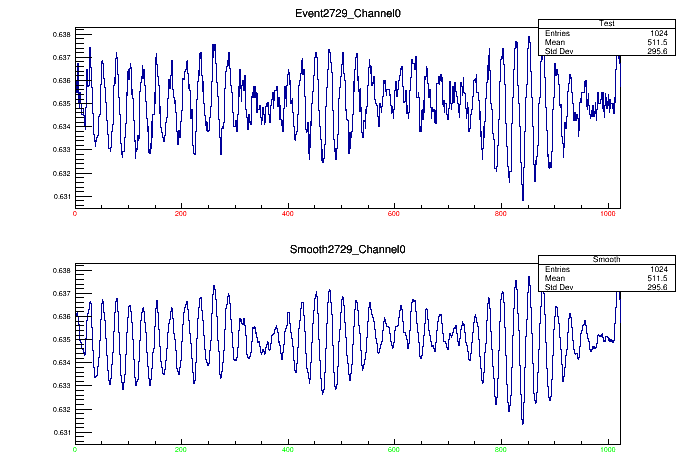 Event2729_Channel0
Test
Entries 1024
Mean 511.5
Std Dev 295.6
0.638
0.637
0.636
0.635
0.634
0.633
0.632
0.631
0 200 400 600 800 1000
Smooth2729_Channel0
Smooth
Entries 1024
Mean 511.5
Std Dev 295.6
0.638
0.637
0.636
0.635
0.634
0.633
0.632
0.631
0 200 400 600 800 1000